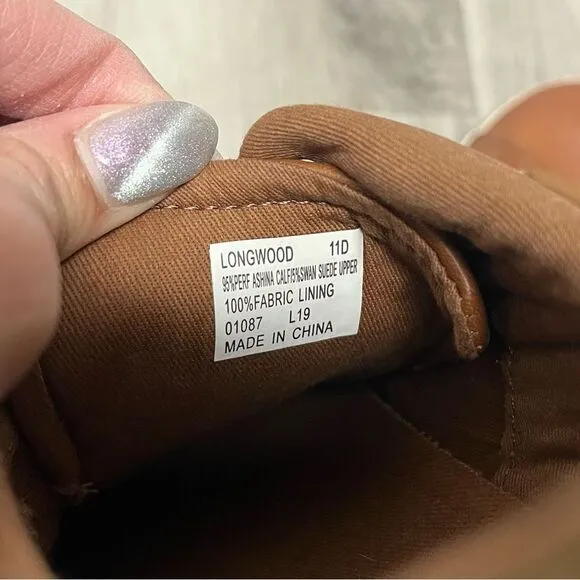 LONGWOOD 11D
95%PERF ASHINA CALF/5%SWAN SUEDE UPPER
100%FABRIC LINING
01087 L19
MADE IN CHINA